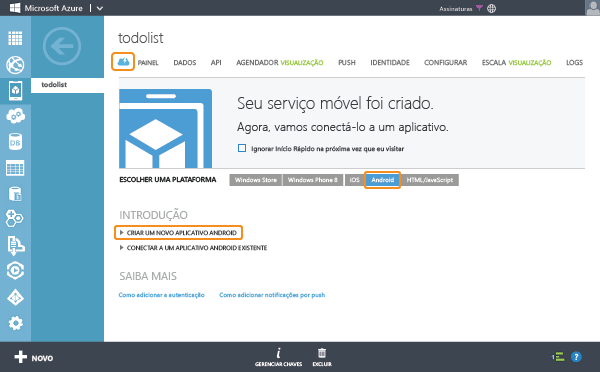 Microsoft Azure
Assinaturas
todolist
todolist
PAINEL DADOS API AGENDADOR VISUALIZAÇÃO PUSH IDENTIDADE CONFIGURAR ESCALA VISUALIZAÇÃO LOGS
Seu serviço móvel foi criado.
Agora, vamos conectá-lo a um aplicativo.
Ignorar Início Rápido na próxima vez que eu visitar
ESCOLHER UMA PLATAFORMA Windows Store Windows Phone 8 iOS Android HTML/JavaScript
INTRODUÇÃO
CRIAR UM NOVO APLICATIVO ANDROID
CONECTAR A UM APLICATIVO ANDROID EXISTENTE
SAIBA MAIS
Como adicionar a autenticação Como adicionar notificações por push
DB
NOVO
GERENCIAR CHAVES EXCLUIR
1 ?